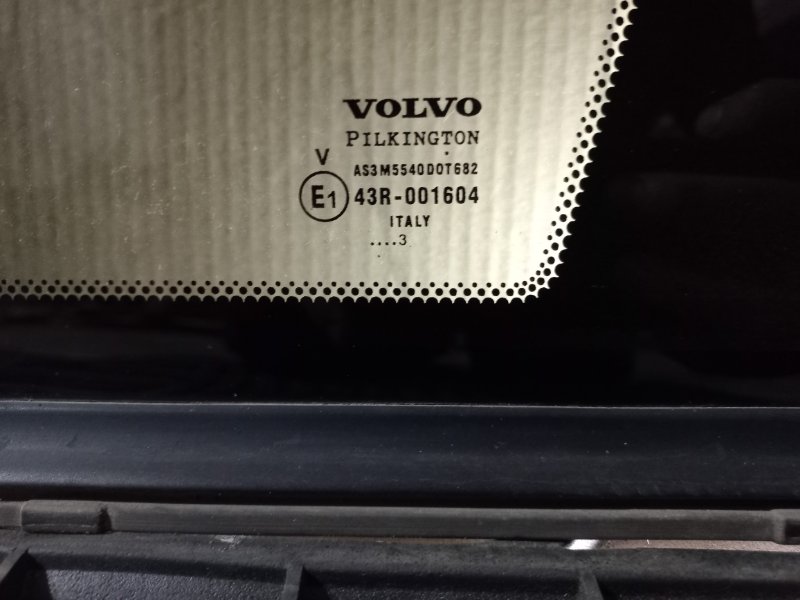 VOLVO
PILKINGTON
V
AS3M5540DOT682
E1 43R-001604
ITALY
....3